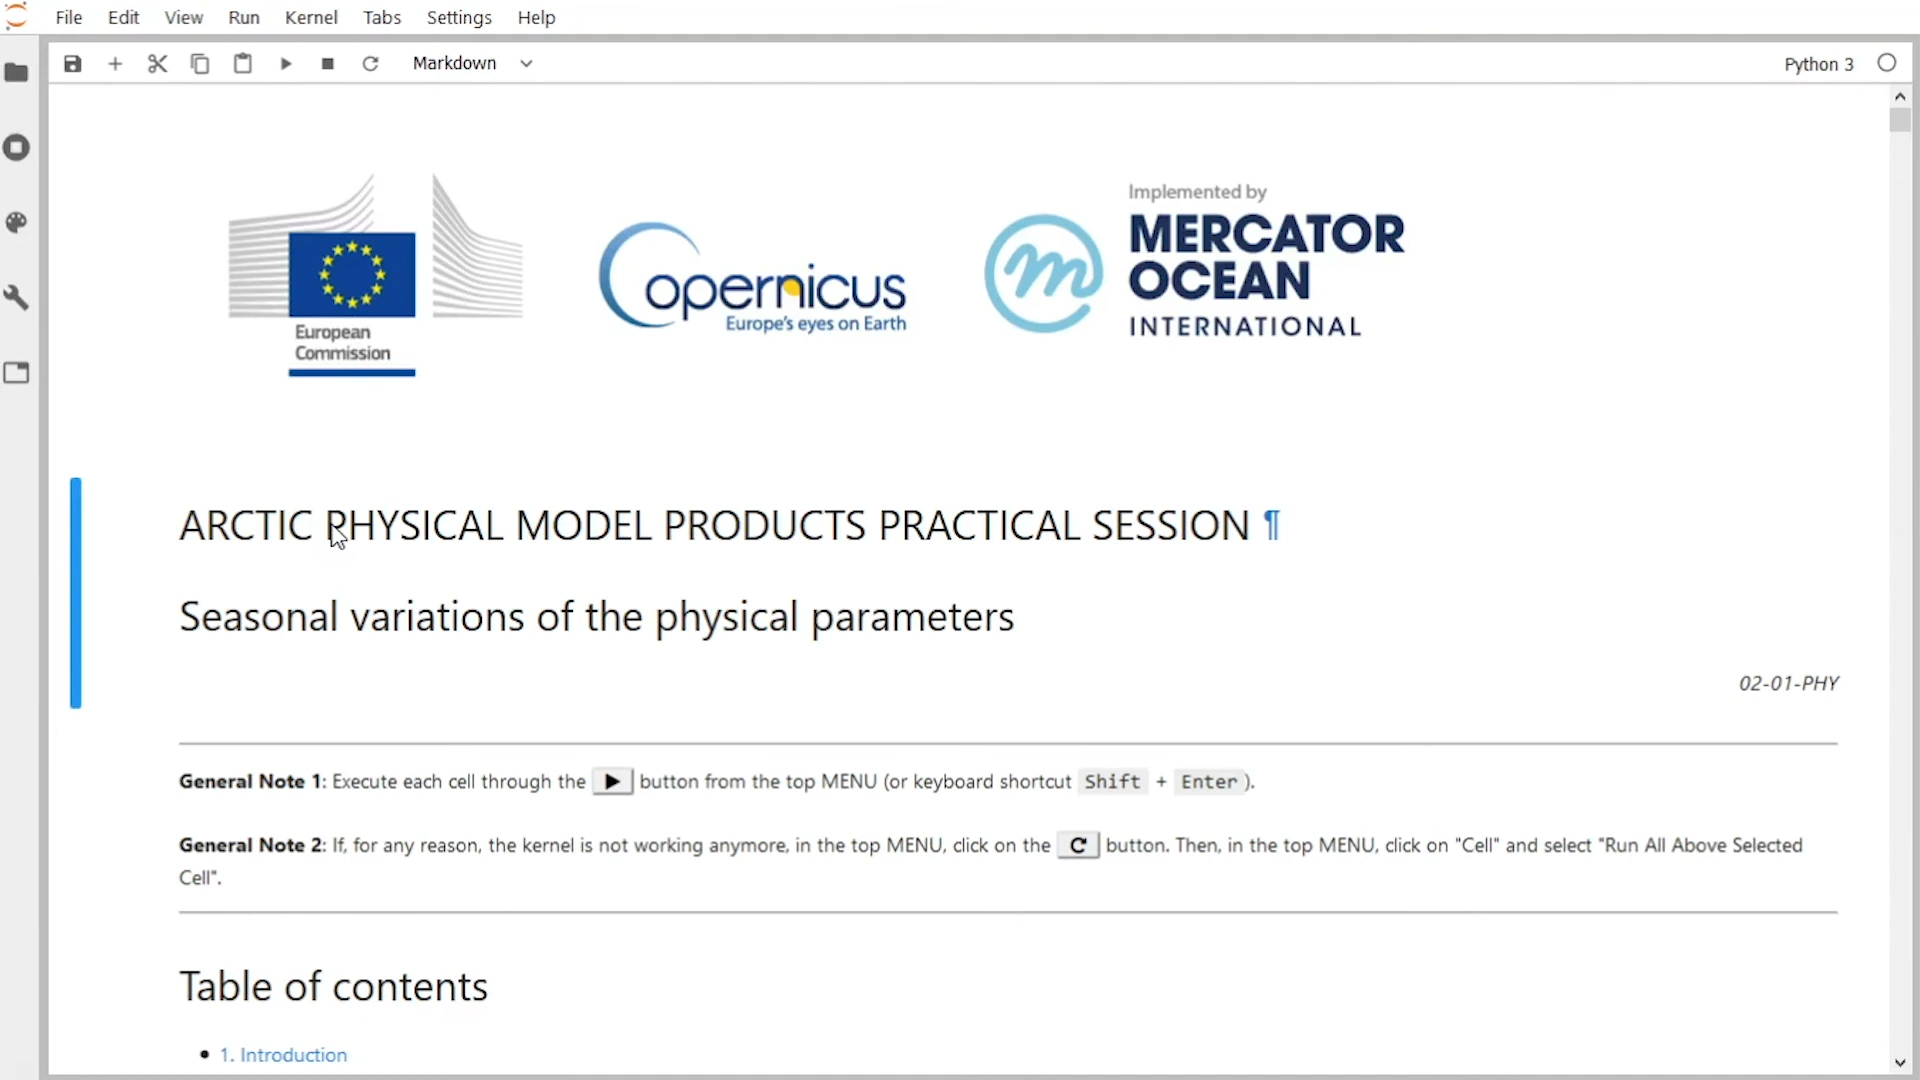 File Edit View Run Kernel Tabs Settings Help
Markdown
Python 3
Implemented by
MERCATOR
OCEAN
INTERNATIONAL
Copernicus
Europe's eyes on Earth
European
Commission
ARCTIC PHYSICAL MODEL PRODUCTS PRACTICAL SESSION ¶
Seasonal variations of the physical parameters
02-01-PHY
General Note 1: Execute each cell through the ▶ button from the top MENU (or keyboard shortcut Shift + Enter ).
General Note 2: If, for any reason, the kernel is not working anymore, in the top MENU, click on the button. Then, in the top MENU, click on "Cell" and select "Run All Above Selected
Cell".
Table of contents
• 1. Introduction